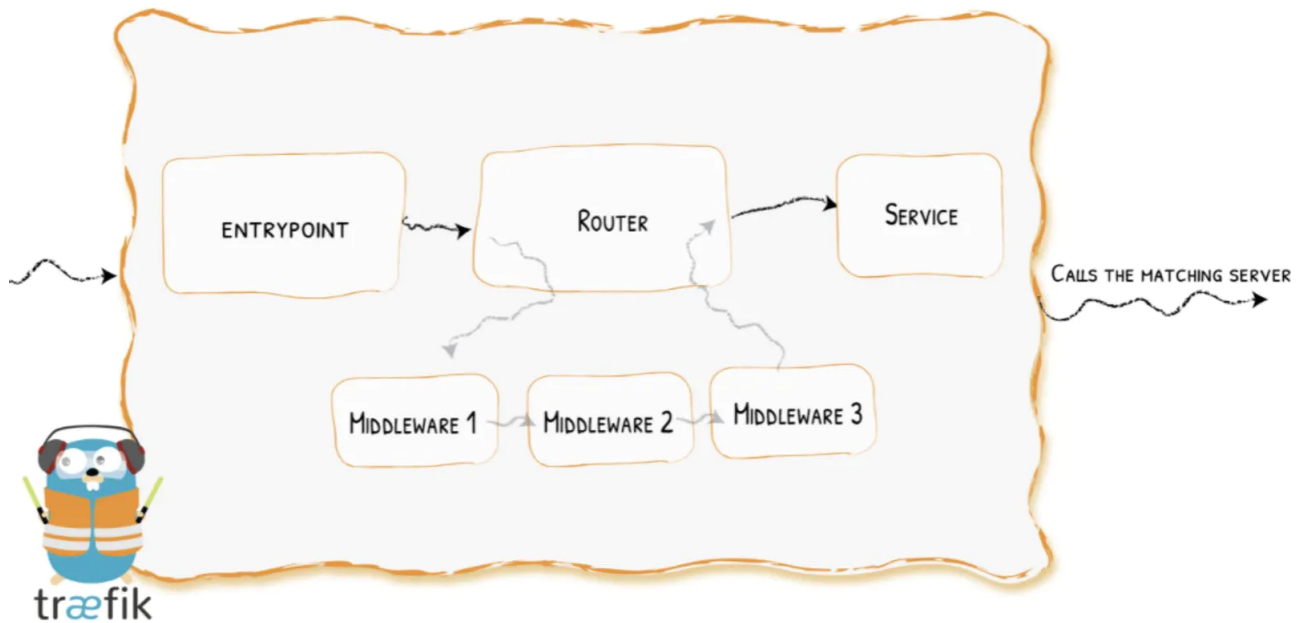 ENTRYPOINT
ROUTER
SERVICE
CALLS THE MATCHING SERVER
MIDDLEWARE 1
MIDDLEWARE 2
MIDDLEWARE 3
træfik